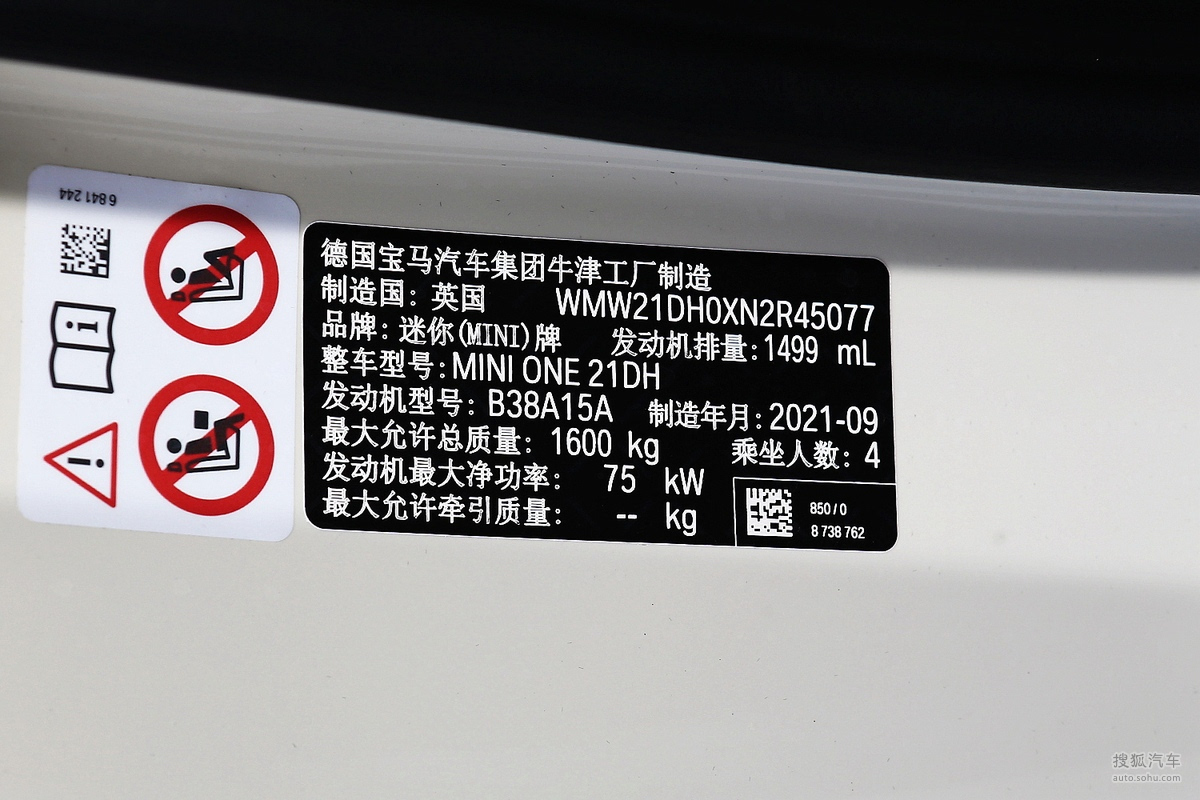 6 841 244
德国宝马汽车集团牛津工厂制造
制造国: 英国 WMW21DH0XN2R45077
品牌: 迷你(MINI)牌 发动机排量:1499 mL
整车型号:MINI ONE 21DH
发动机型号: B38A15A 制造年月:2021-09
最大允许总质量: 1600 kg 乘坐人数: 4
发动机最大净功率: 75 kW
最大允许牵引质量: -- kg
850 / 0
8 738 762
搜狐汽车
auto.sohu.com